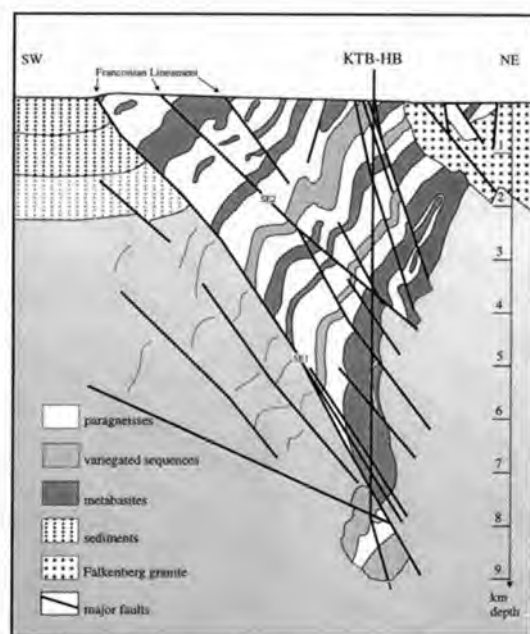 SW
KTB-HB
NE
Franconian Lineament
1
SE2
2
3
4
SE1
5
6
7
8
9
km
depth
paragneisses
variegated sequences
metabasites
sediments
Falkenberg granite
major faults